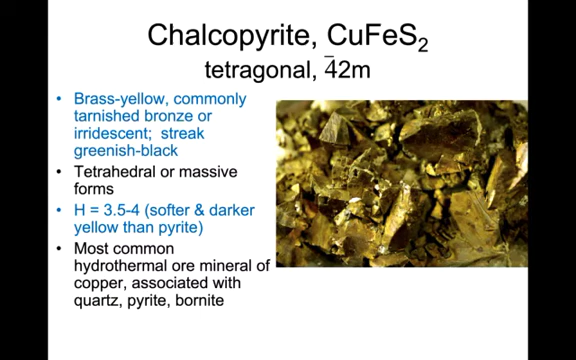 Chalcopyrite, CuFeS₂
tetragonal, 4̅2m
• Brass-yellow, commonly
tarnished bronze or
irridescent; streak
greenish-black
• Tetrahedral or massive
forms
• H = 3.5-4 (softer & darker
yellow than pyrite)
• Most common
hydrothermal ore mineral of
copper, associated with
quartz, pyrite, bornite